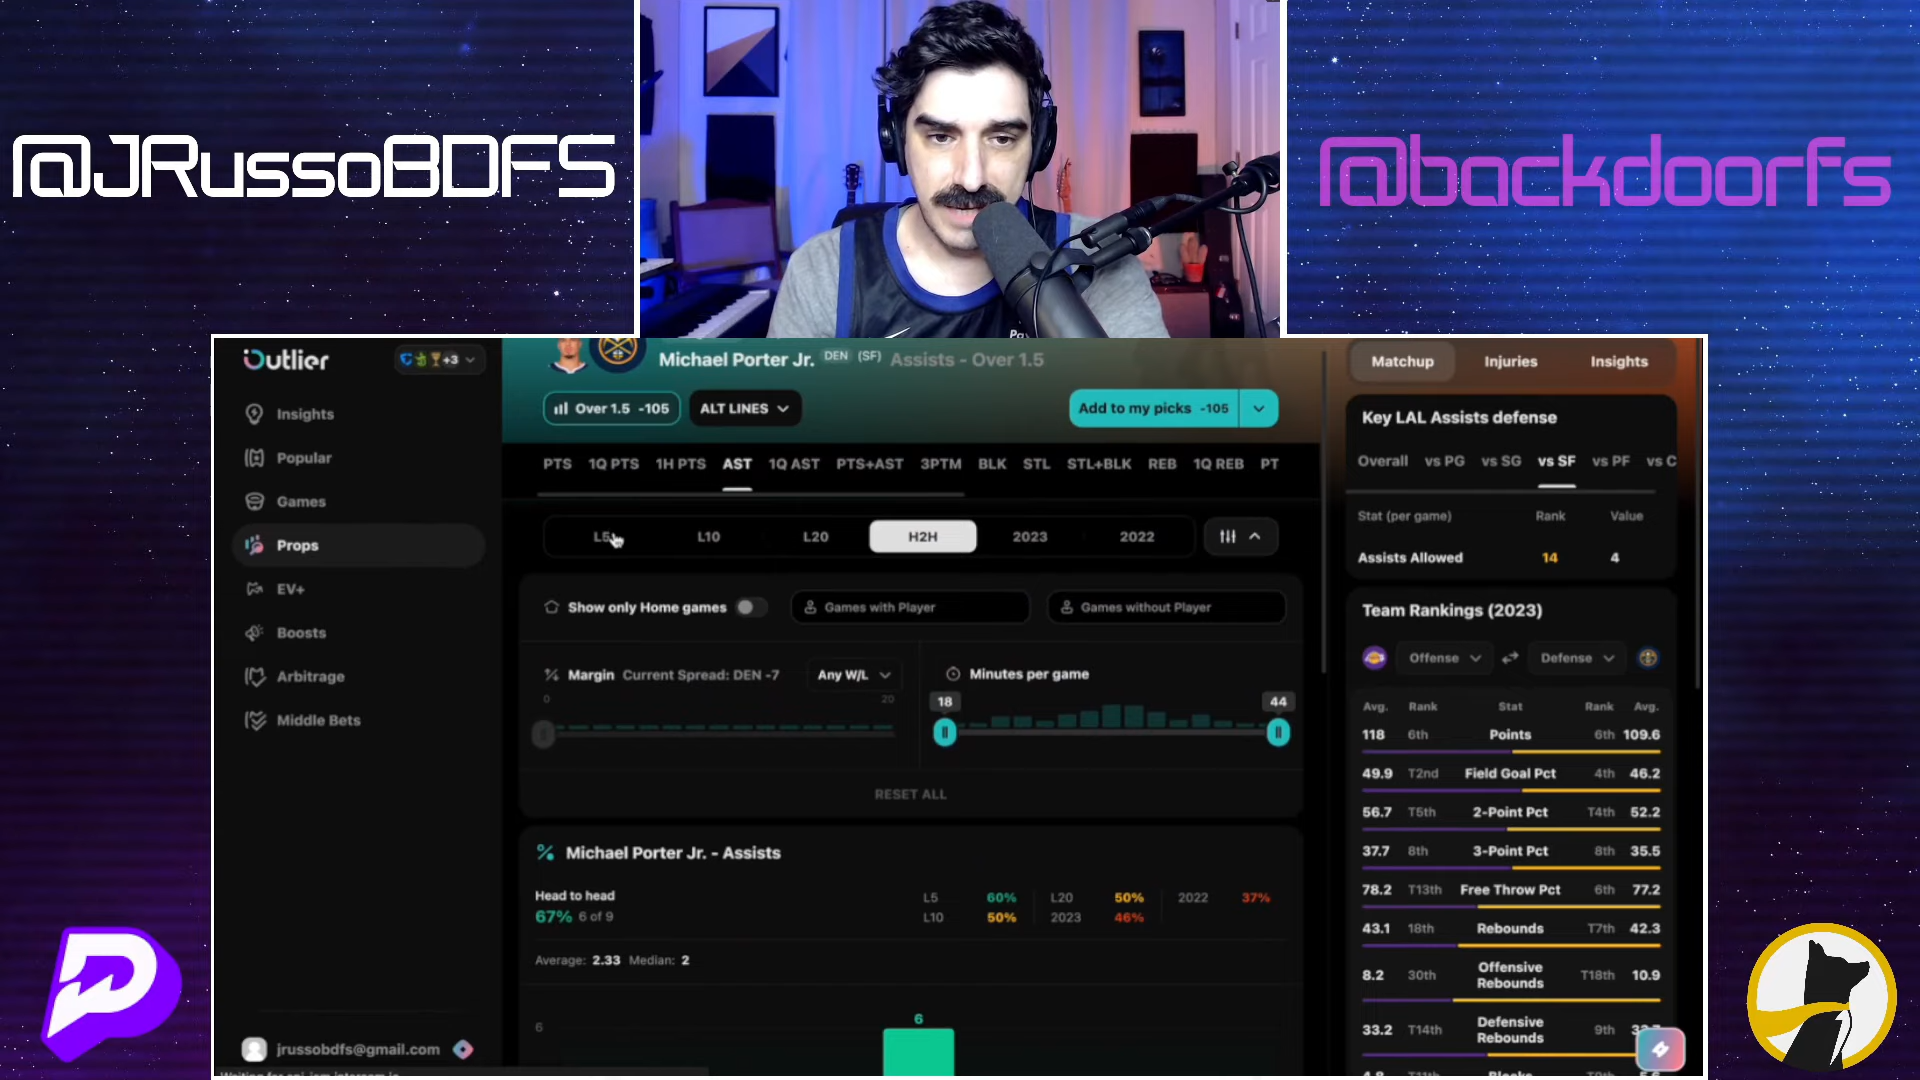 @JRussoBDFS
@backdoorfs
Outlier
+3
Insights
Popular
Games
Props
EV+
Boosts
Arbitrage
Middle Bets
jrussobdfs@gmail.com
Michael Porter Jr. DEN (SF) Assists - Over 1.5
Over 1.5 -105
ALT LINES
Add to my picks -105
PTS 1Q PTS 1H PTS AST 1Q AST PTS+AST 3PTM BLK STL STL+BLK REB 1Q REB PT
L5 L10 L20 H2H 2023 2022
Show only Home games
Games with Player
Games without Player
Margin Current Spread: DEN -7
Any W/L
0 20
Minutes per game
18 44
RESET ALL
Michael Porter Jr. - Assists
Head to head
67% 6 of 9
L5 60% L20 50% 2022 37%
L10 50% 2023 46%
Average: 2.33 Median: 2
6
6
Matchup Injuries Insights
Key LAL Assists defense
Overall vs PG vs SG vs SF vs PF vs C
Stat (per game) Rank Value
Assists Allowed 14 4
Team Rankings (2023)
Offense Defense
Avg. Rank Stat Rank Avg.
118 6th Points 6th 109.6
49.9 T2nd Field Goal Pct 4th 46.2
56.7 T5th 2-Point Pct T4th 52.2
37.7 8th 3-Point Pct 8th 35.5
78.2 T13th Free Throw Pct 6th 77.2
43.1 18th Rebounds T7th 42.3
8.2 30th Offensive Rebounds T18th 10.9
33.2 T14th Defensive Rebounds 9th